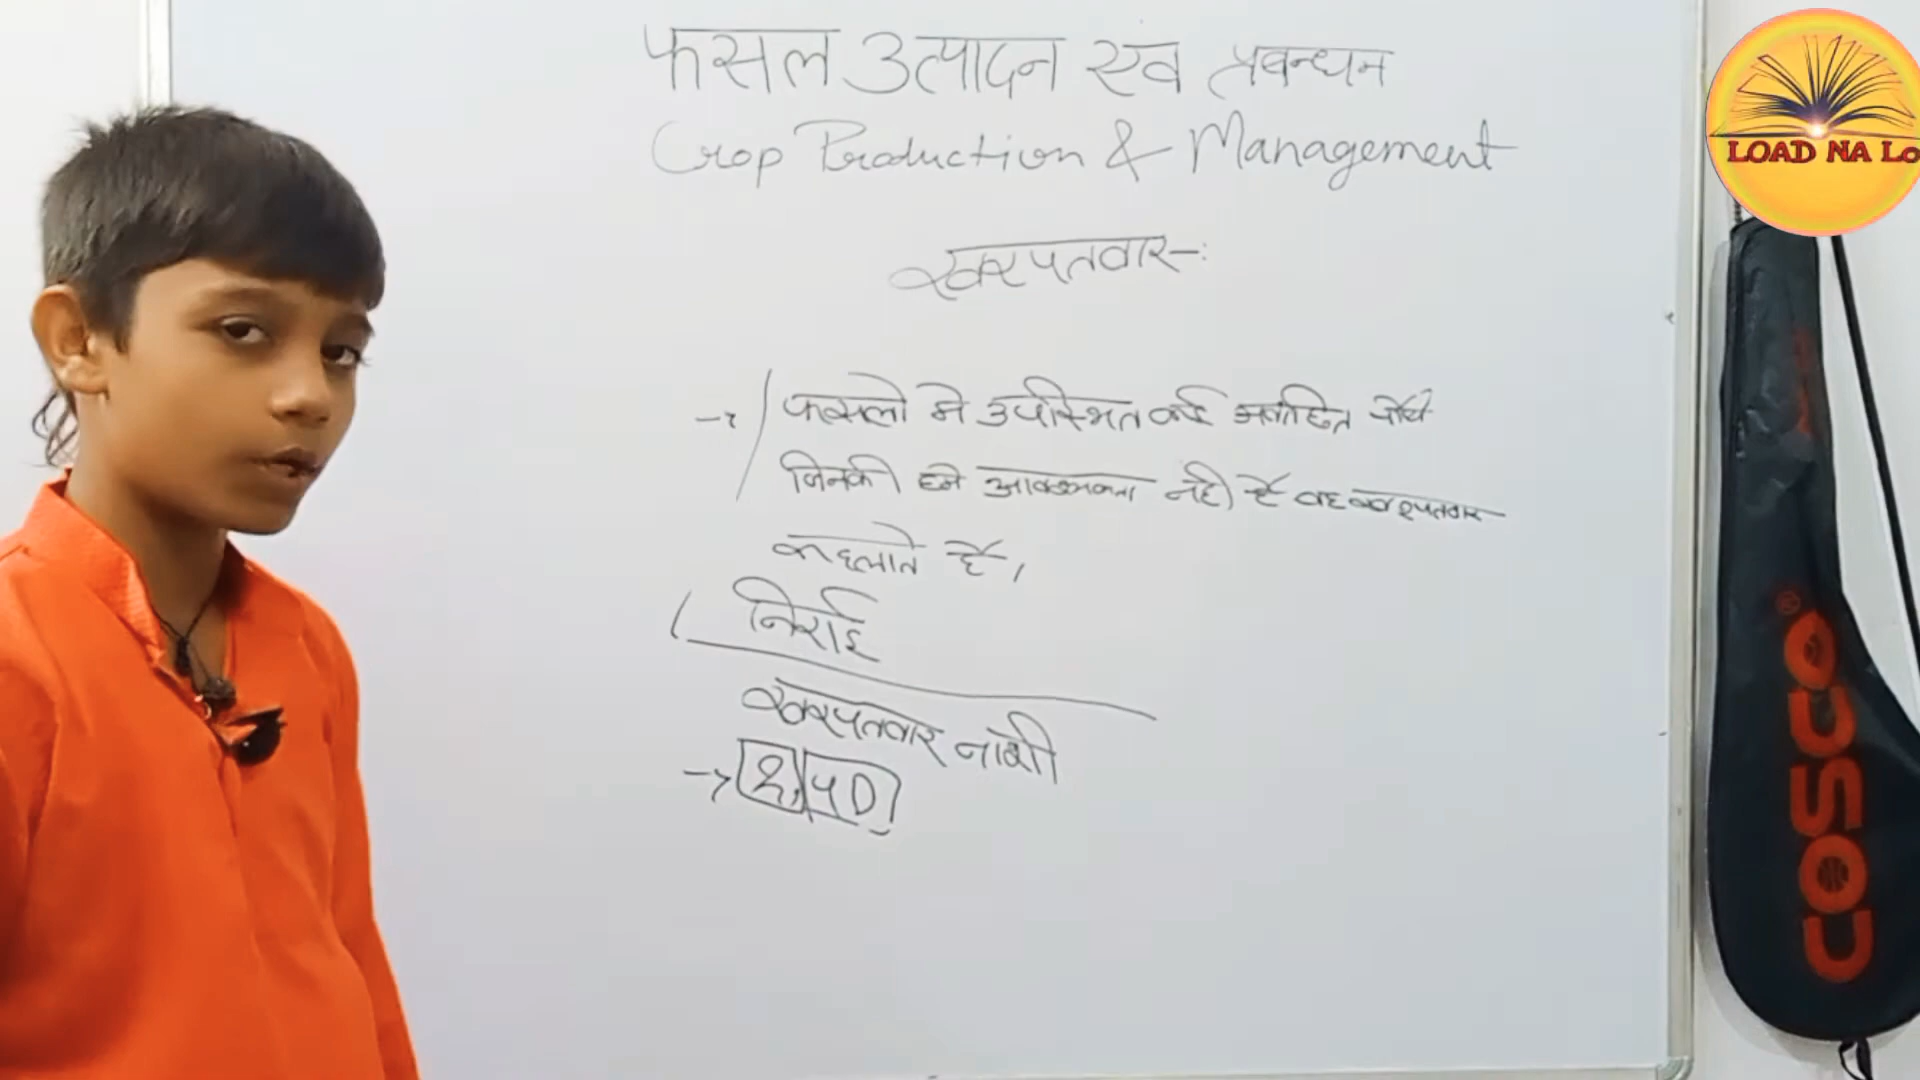 फसल उत्पादन एवं प्रबन्धन
Crop Production & Management
खरपतवार-:
→ फसलो मे उपस्थित कई अवांछित पौधे
जिनकी हमे आवश्यकता नही है वह खरपतवार
कहलाते है,
निराई
खरपतवार नाशी
→ 2,4D
LOAD NA Lo
COSCO